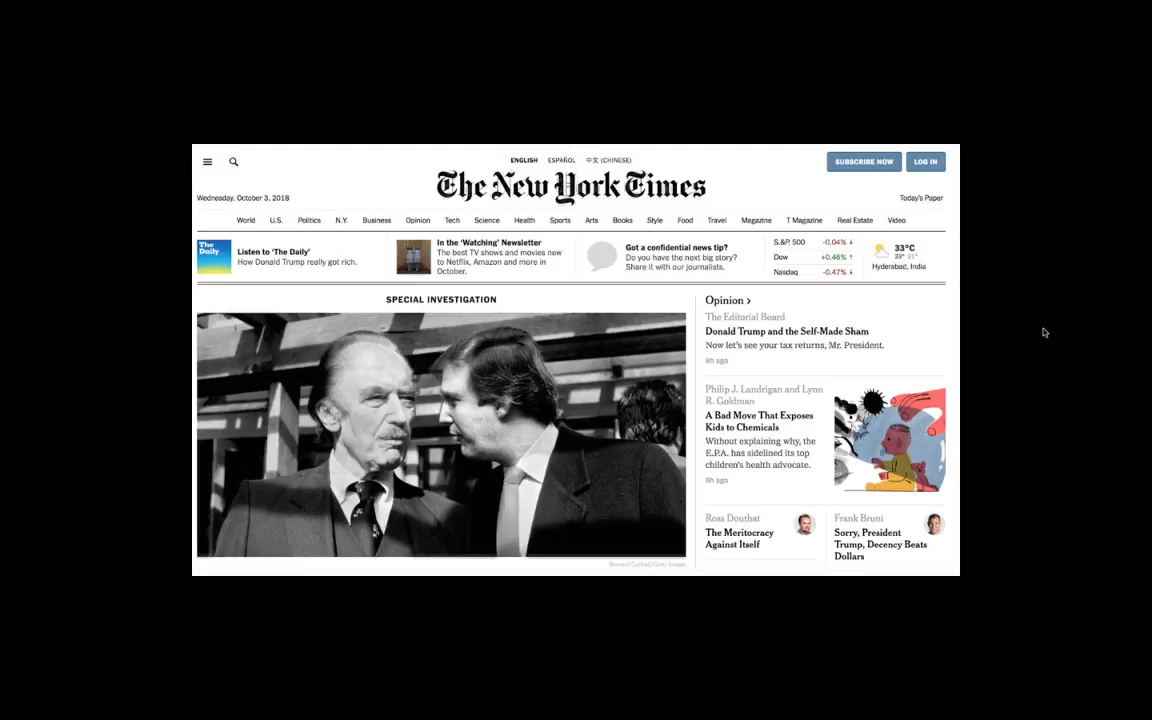 ENGLISH ESPAÑOL 中文 (CHINESE)
SUBSCRIBE NOW LOG IN
The New York Times
Wednesday, October 3, 2018
Today's Paper
World U.S. Politics N.Y. Business Opinion Tech Science Health Sports Arts Books Style Food Travel Magazine T Magazine Real Estate Video
The
Daily
Listen to ‘The Daily’
How Donald Trump really got rich.
In the ‘Watching’ Newsletter
The best TV shows and movies new
to Netflix, Amazon and more in
October.
Got a confidential news tip?
Do you have the next big story?
Share it with our journalists.
S&P 500 -0.04% ↓
Dow +0.46% ↑
Nasdaq -0.47% ↓
33°C
33° 21°
Hyderabad, India
SPECIAL INVESTIGATION
Opinion ›
The Editorial Board
Donald Trump and the Self-Made Sham
Now let’s see your tax returns, Mr. President.
8h ago
Philip J. Landrigan and Lynn
R. Goldman
A Bad Move That Exposes
Kids to Chemicals
Without explaining why, the
E.P.A. has sidelined its top
children’s health advocate.
8h ago
Ross Douthat
The Meritocracy
Against Itself
Frank Bruni
Sorry, President
Trump, Decency Beats
Dollars
/Getty Images